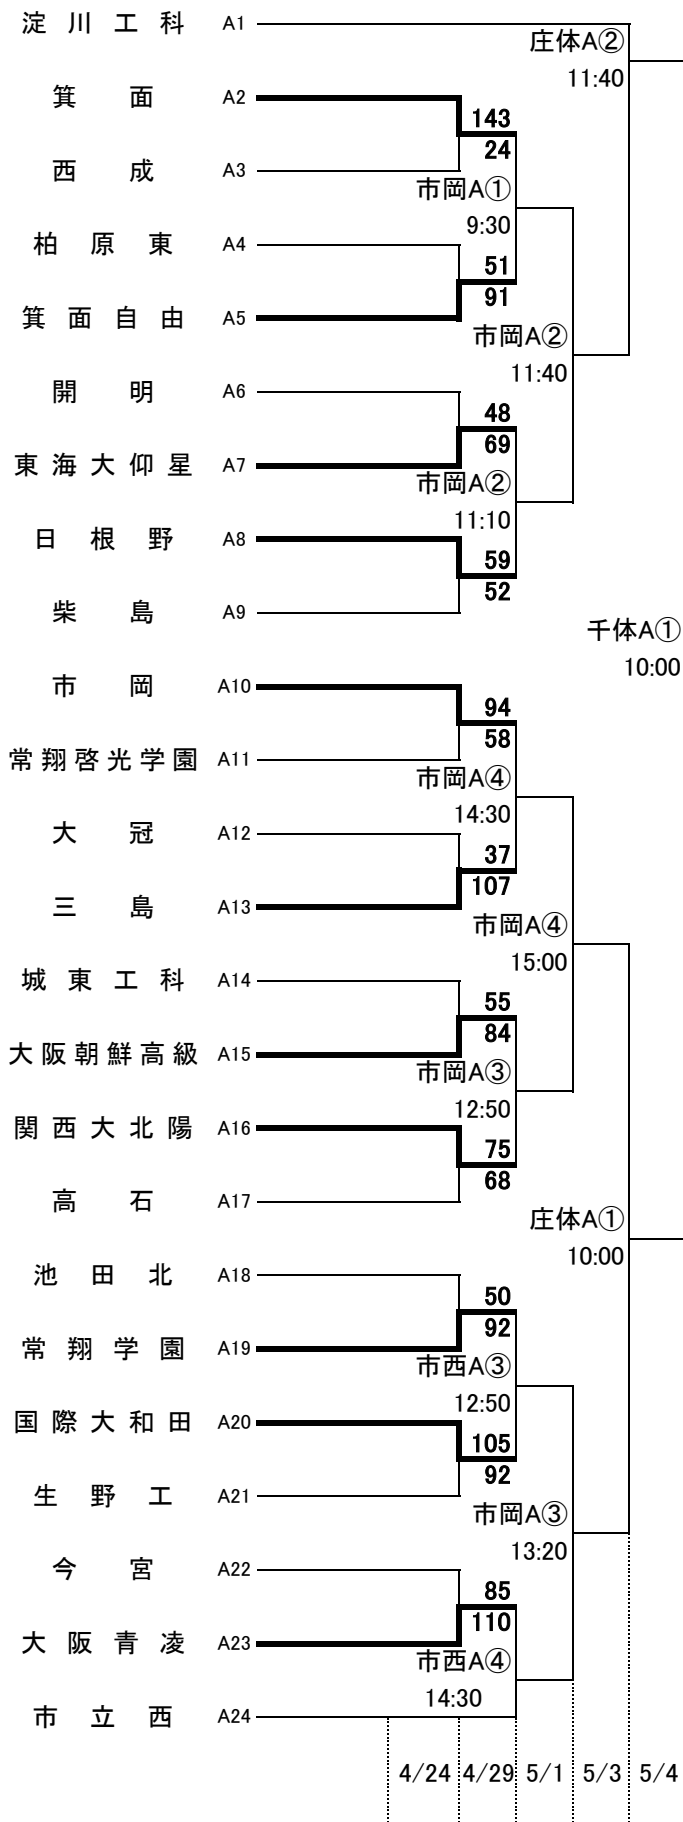 淀川工科 A1
庄体A②
11:40
箕面 A2
143
24
西成 A3
市岡A①
9:30
柏原東 A4
51
91
箕面自由 A5
市岡A②
11:40
開明 A6
48
69
東海大仰星 A7
市岡A②
11:10
日根野 A8
59
52
柴島 A9
千体A①
10:00
市岡 A10
94
58
常翔啓光学園 A11
市岡A④
14:30
大冠 A12
37
107
三島 A13
市岡A④
15:00
城東工科 A14
55
84
大阪朝鮮高級 A15
市岡A③
12:50
関西大北陽 A16
75
68
高石 A17
庄体A①
10:00
池田北 A18
50
92
常翔学園 A19
市西A③
12:50
国際大和田 A20
105
92
生野工 A21
市岡A③
13:20
今宮 A22
85
110
大阪青凌 A23
市西A④
14:30
市立西 A24
4/24 4/29 5/1 5/3 5/4